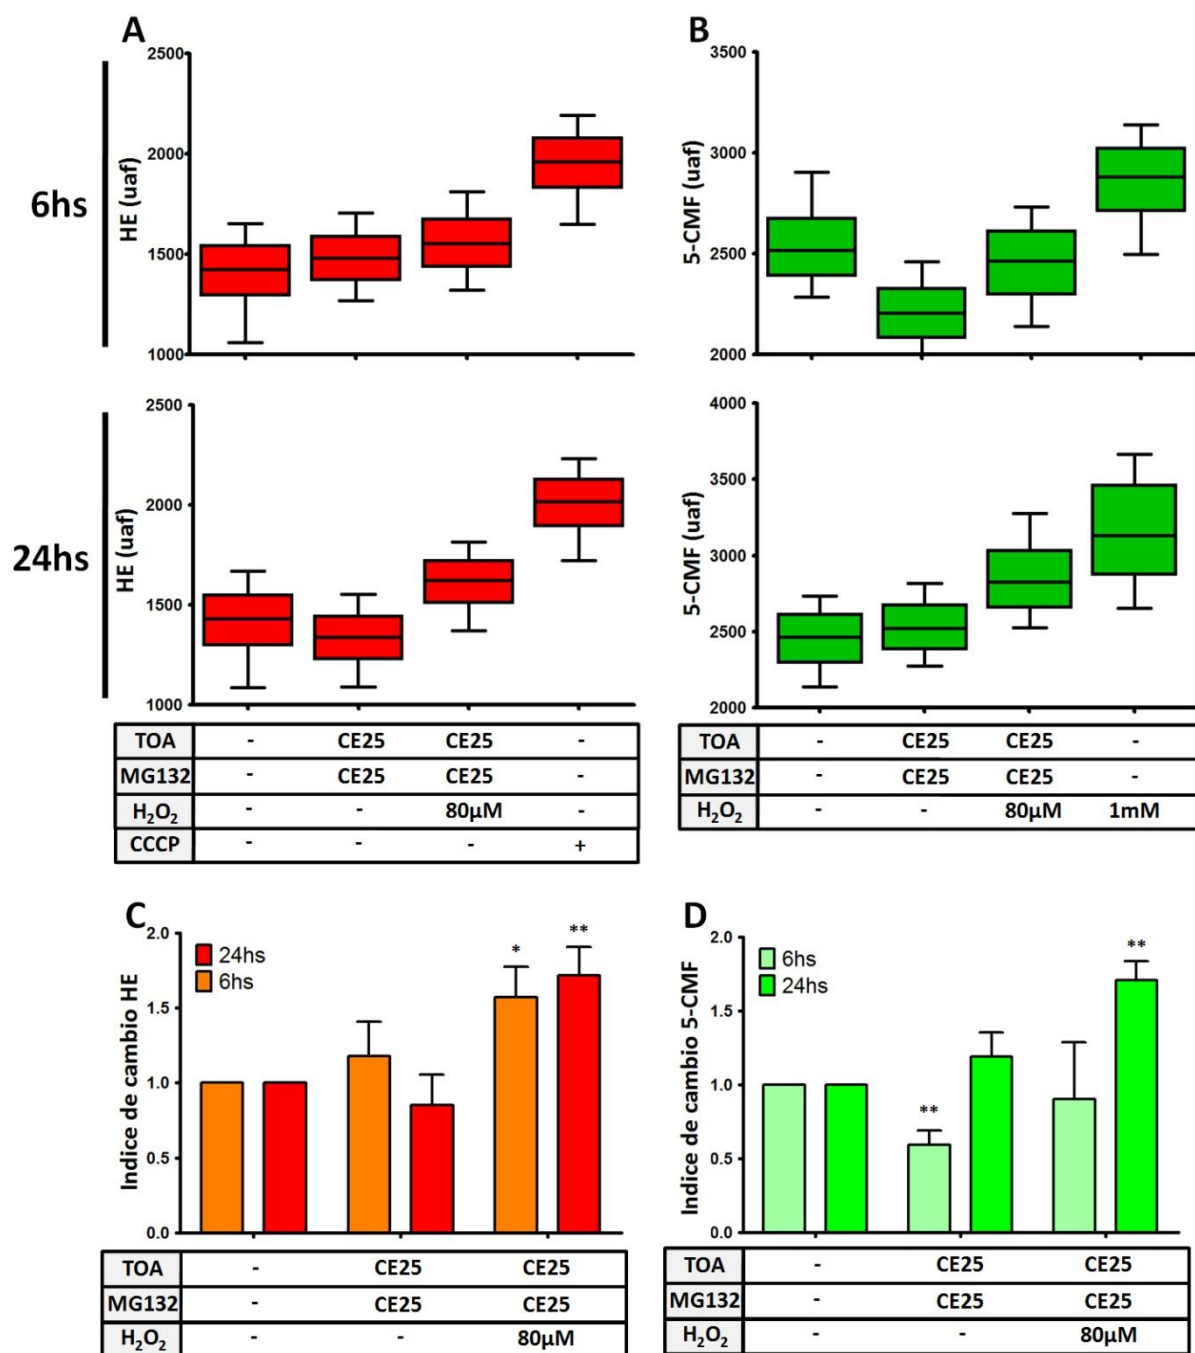 A
B
6hs
HE (uaf)
2500
2000
1500
1000
5-CMF (uaf)
3500
3000
2500
2000
24hs
HE (uaf)
2500
2000
1500
1000
5-CMF (uaf)
4000
3500
3000
2500
2000
TOA - CE25 CE25 -
MG132 - CE25 CE25 -
H₂O₂ - - 80µM -
CCCP - - - +
TOA - CE25 CE25 -
MG132 - CE25 CE25 -
H₂O₂ - - 80µM 1mM
C
Indice de cambio HE
2.0
1.5
1.0
0.5
0.0
24hs
6hs
*
**
TOA - CE25 CE25
MG132 - CE25 CE25
H₂O₂ - - 80µM
D
Indice de cambio 5-CMF
2.0
1.5
1.0
0.5
0.0
6hs
24hs
**
**
TOA - CE25 CE25
MG132 - CE25 CE25
H₂O₂ - - 80µM